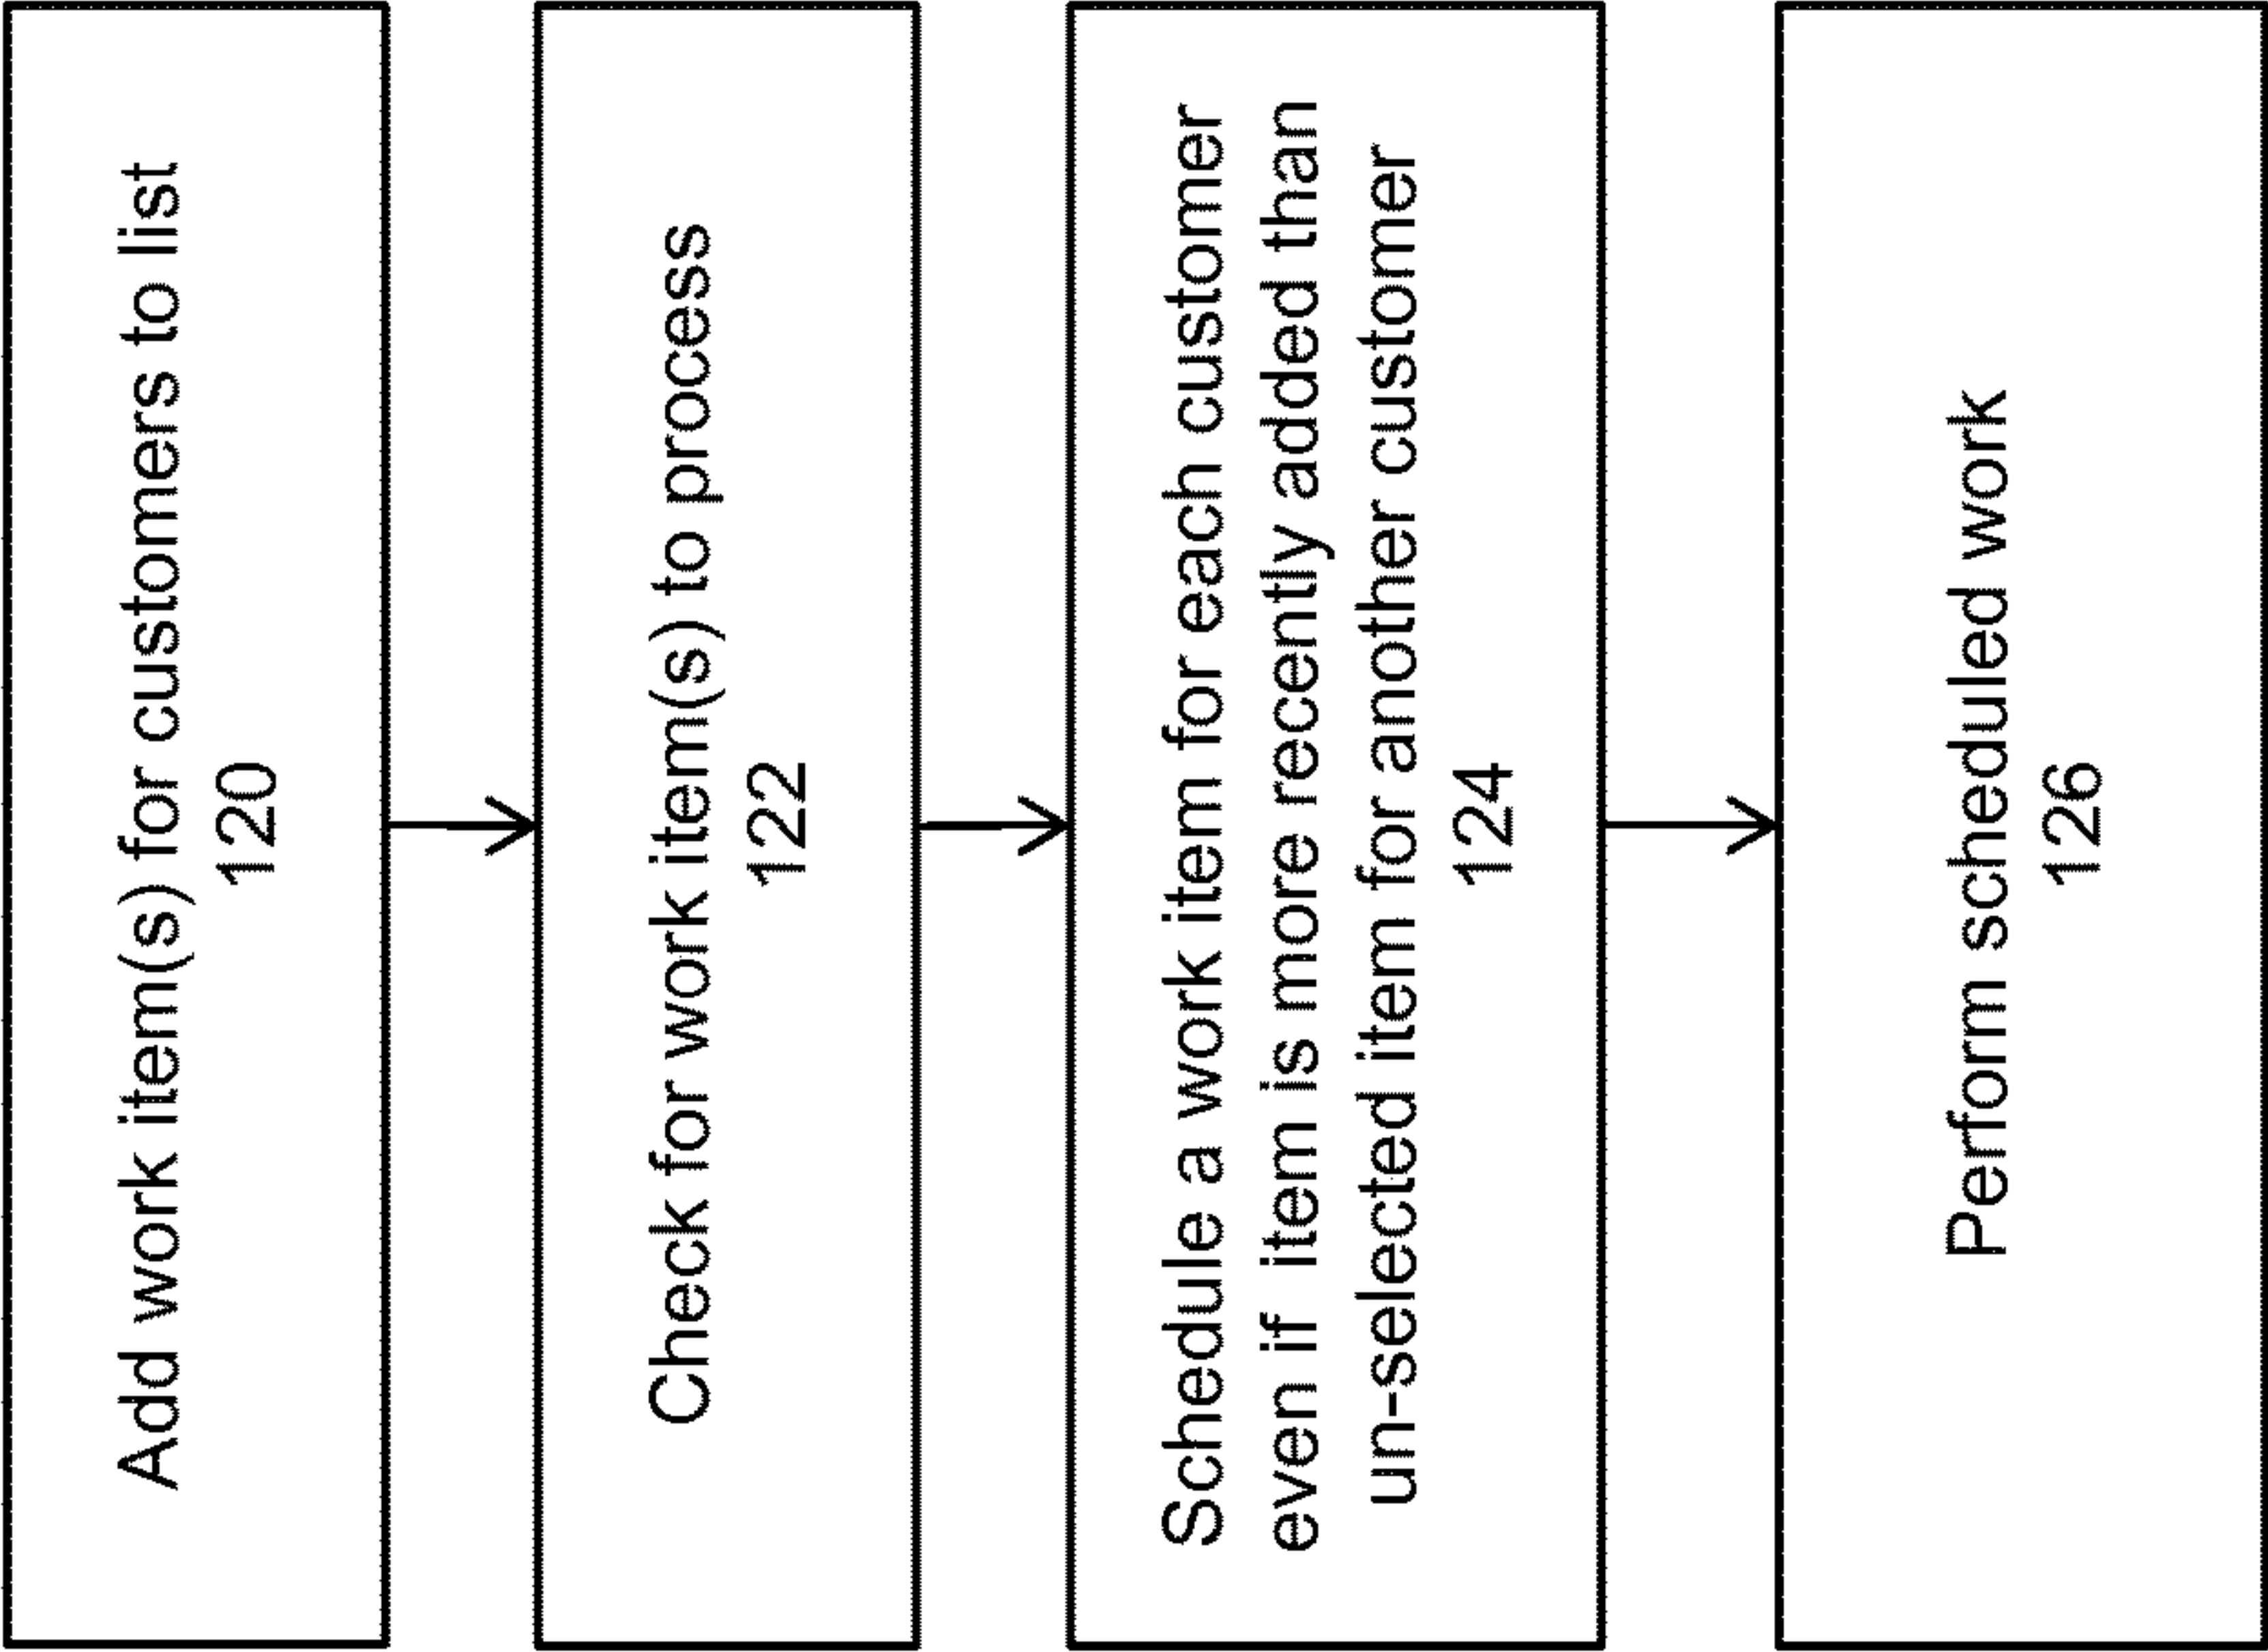 Add work item(s) for customers to list
120
Check for work item(s) to process
122
Schedule a work item for each customer
even if item is more recently added than
un-selected item for another customer
124
Perform scheduled work
126